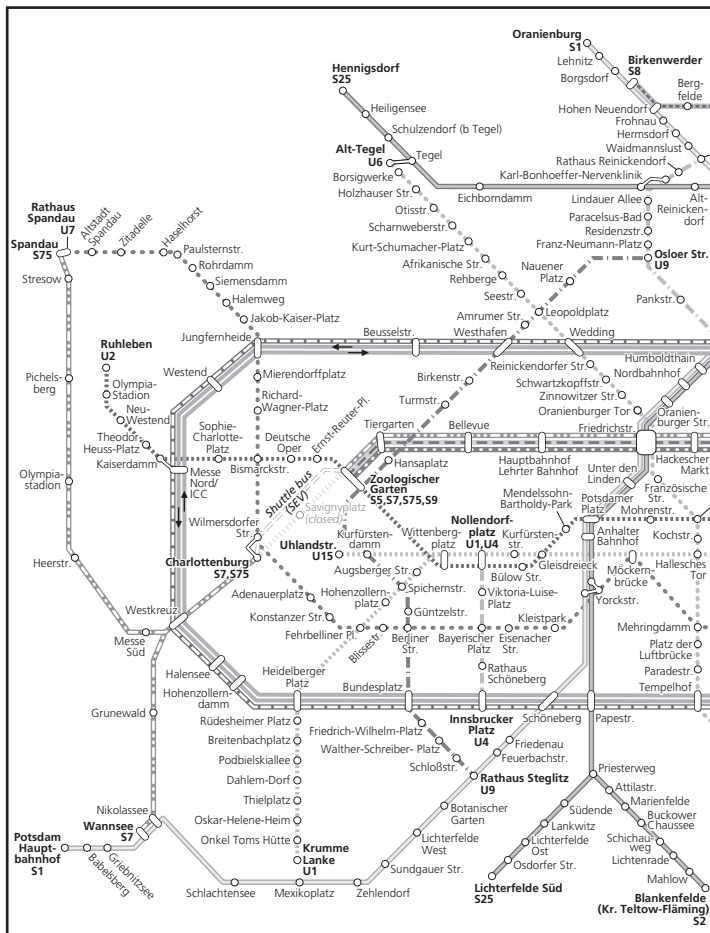 Oranienburg
S1
Lehnitz
Borgsdorf
Birkenwerder
S8
Berg-
felde
Hohen Neuendorf
Frohnau
Hermsdorf
Waidmannslust
Rathaus Reinickendorf
Karl-Bonhoeffer-Nervenklinik
Hennigsdorf
S25
Heiligensee
Schulzendorf (b Tegel)
Alt-Tegel
U6
Tegel
Borsigwerke
Holzhauser Str.
Otisstr.
Scharnweberstr.
Kurt-Schumacher-Platz
Afrikanische Str.
Rehberge
Seestr.
Eichborndamm
Lindauer Allee
Paracelsus-Bad
Residenzstr.
Franz-Neumann-Platz
Alt-
Reinicken-
dorf
Osloer Str.
U9
Nauener
Platz
Pankstr.
Leopoldplatz
Amrumer Str.
Westhafen
Wedding
Rathaus
Spandau
U7
Spandau
S75
Altstadt
Spandau
Zitadelle
Haselhorst
Paulsternstr.
Rohrdamm
Siemensdamm
Halemweg
Jakob-Kaiser-Platz
Jungfernheide
Beusselstr.
Stresow
Ruhleben
U2
Westend
Mierendorffplatz
Birkenstr.
Reinickendorfer Str.
Schwartzkopffstr.
Zinnowitzer Str.
Oranienburger Tor
Humboldthain
Nordbahnhof
Pichels-
berg
Olympia-
Stadion
Neu-
Westend
Theodor-
Heuss-Platz
Kaiserdamm
Richard-
Wagner-Platz
Turmstr.
Sophie-
Charlotte-
Platz
Deutsche
Oper
Ernst-Reuter-Pl.
Tiergarten
Bellevue
Friedrichstr.
Oranien-
burger Str.
Bismarckstr.
Hansaplatz
Hauptbahnhof
Lehrter Bahnhof
Hackescher
Markt
Messe
Nord/
ICC
Shuttle bus
(SEV)
Zoologischer
Garten
S5,S7,S75,S9
Unter den
Linden
Französische
Str.
Olympia-
stadion
Savignyplatz
(closed)
Wilmersdorfer
Str.
Nollendorf-
platz
U1,U4
Mendelssohn-
Bartholdy-Park
Potsdamer
Platz
Mohrenstr.
Uhlandstr.
U15
Kurfürsten-
damm
Wittenberg-
platz
Kurfürsten-
str.
Anhalter
Bahnhof
Kochstr.
Heerstr.
Charlottenburg
S7,S75
Augsberger Str.
Gleisdreieck
Bülow Str.
Möckern-
brücke
Hallesches
Tor
Adenauerplatz
Hohenzollern-
platz
Spichernstr.
Viktoria-Luise-
Platz
Yorckstr.
Westkreuz
Konstanzer Str.
Güntzelstr.
Kleistpark
Mehringdamm
Messe
Süd
Fehrbelliner Pl.
Blissestr.
Berliner
Str.
Bayerischer
Platz
Eisenacher
Str.
Platz der
Luftbrücke
Halensee
Hohenzollern-
damm
Heidelberger
Platz
Rathaus
Schöneberg
Paradestr.
Bundesplatz
Tempelhof
Grunewald
Rüdesheimer Platz
Breitenbachplatz
Podbielskiallee
Dahlem-Dorf
Thielplatz
Oskar-Helene-Heim
Onkel Toms Hütte
Krumme
Lanke
U1
Friedrich-Wilhelm-Platz
Walther-Schreiber- Platz
Schloßstr.
Innsbrucker
Platz
U4
Schöneberg
Papestr.
Friedenau
Feuerbachstr.
Rathaus Steglitz
U9
Priesterweg
Attilastr.
Marienfelde
Buckower
Chaussee
Schichau-
weg
Lichtenrade
Mahlow
Botanischer
Garten
Südende
Lankwitz
Lichterfelde
Ost
Osdorfer Str.
Nikolassee
Wannsee
S7
Lichterfelde
West
Sundgauer Str.
Potsdam
Haupt-
bahnhof
S1
Babelsberg
Griebnitzsee
Schlachtensee
Mexikoplatz
Zehlendorf
Lichterfelde Süd
S25
Blankenfelde
(Kr. Teltow-Fläming)
S2